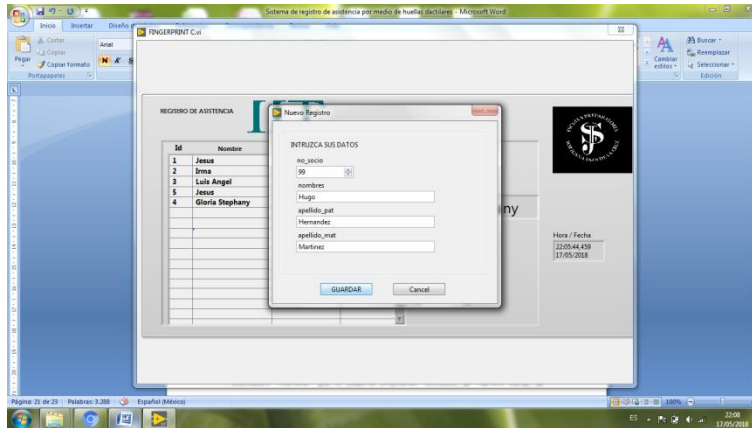 Sistema de registro de asistencia por medio de huellas dactilares - Microsoft Word
Inicio
Insertar
Diseño
Cortar
Copiar
Copiar formato
Pegar
Portapapeles
Arial
N K S
Cambiar estilos
Buscar
Reemplazar
Seleccionar
Edición
FINGERPRINT C.vi
REGISTRO DE ASISTENCIA
Id Nombre
1 Jesus
2 Irma
3 Luis Angel
5 Jesus
4 Gloria Stephany
Nuevo Registro
INTRUZCA SUS DATOS
no_socio
99
nombres
Hugo
apellido_pat
Hernandez
apellido_mat
Martinez
GUARDAR
Cancel
ny
Hora / Fecha
22:05:44,459
17/05/2018
Página: 21 de 23
Palabras: 3.288
Español (México)
100%
ES
22:08
17/05/2018